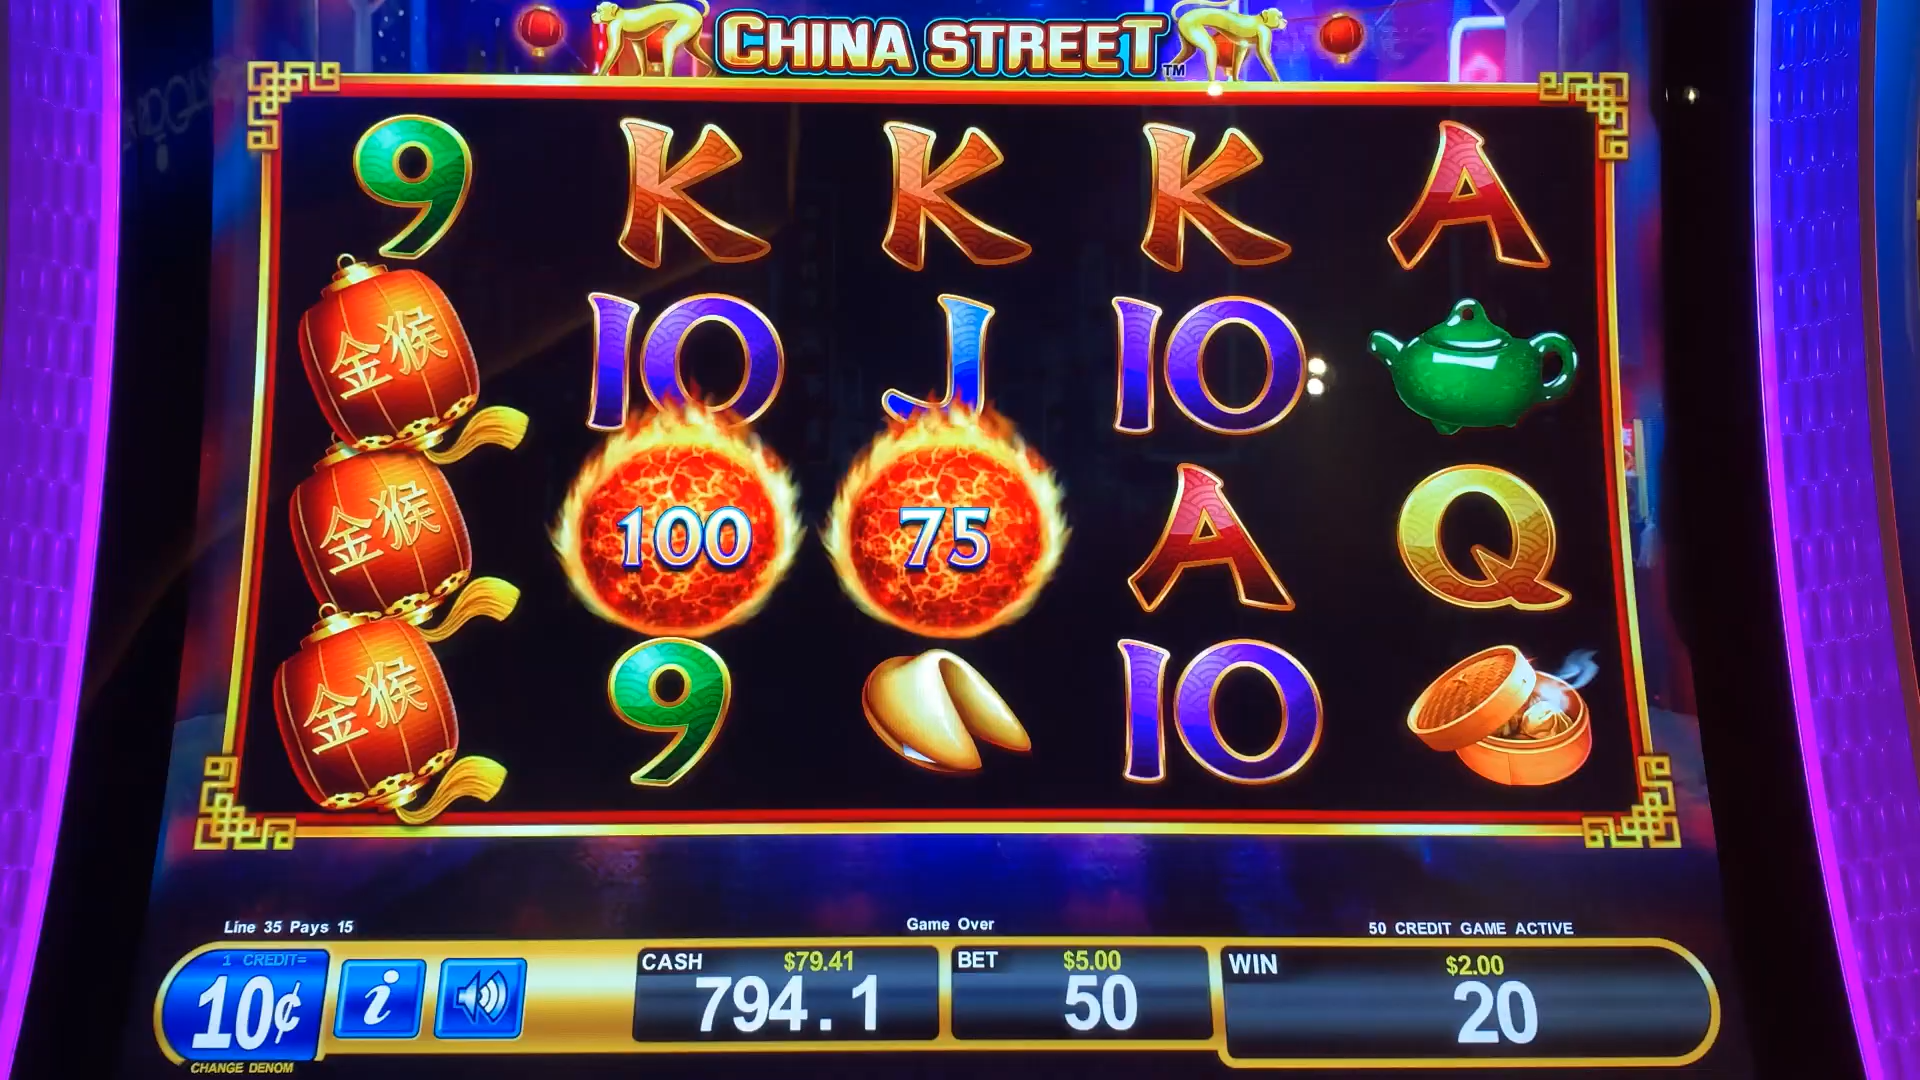 CHINA STREET™
9 K K K A
金猴 10 J 10
金猴 100 75 A Q
金猴 9 10
Line 35 Pays 15
Game Over
50 CREDIT GAME ACTIVE
1 CREDIT=
10¢
CHANGE DENOM
i
CASH $79.41
794.1
BET $5.00
50
WIN $2.00
20